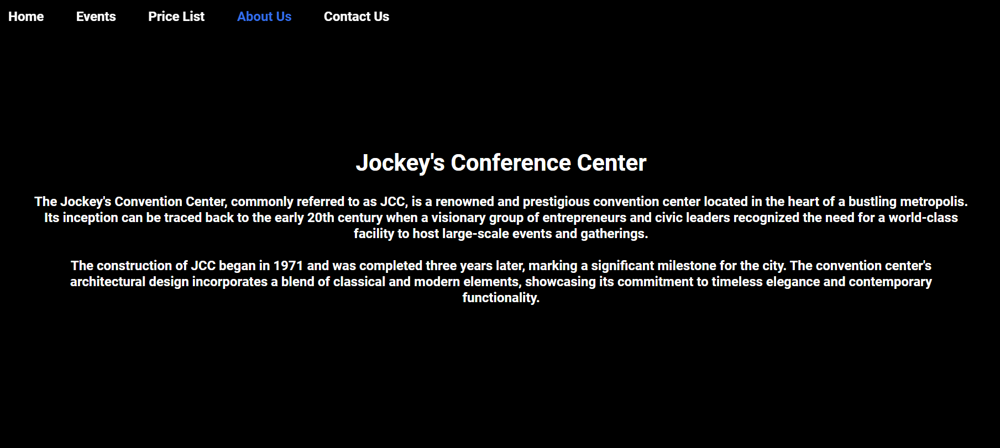 Home Events Price List About Us Contact Us
Jockey's Conference Center
The Jockey's Convention Center, commonly referred to as JCC, is a renowned and prestigious convention center located in the heart of a bustling metropolis.
Its inception can be traced back to the early 20th century when a visionary group of entrepreneurs and civic leaders recognized the need for a world-class
facility to host large-scale events and gatherings.
The construction of JCC began in 1971 and was completed three years later, marking a significant milestone for the city. The convention center's
architectural design incorporates a blend of classical and modern elements, showcasing its commitment to timeless elegance and contemporary
functionality.